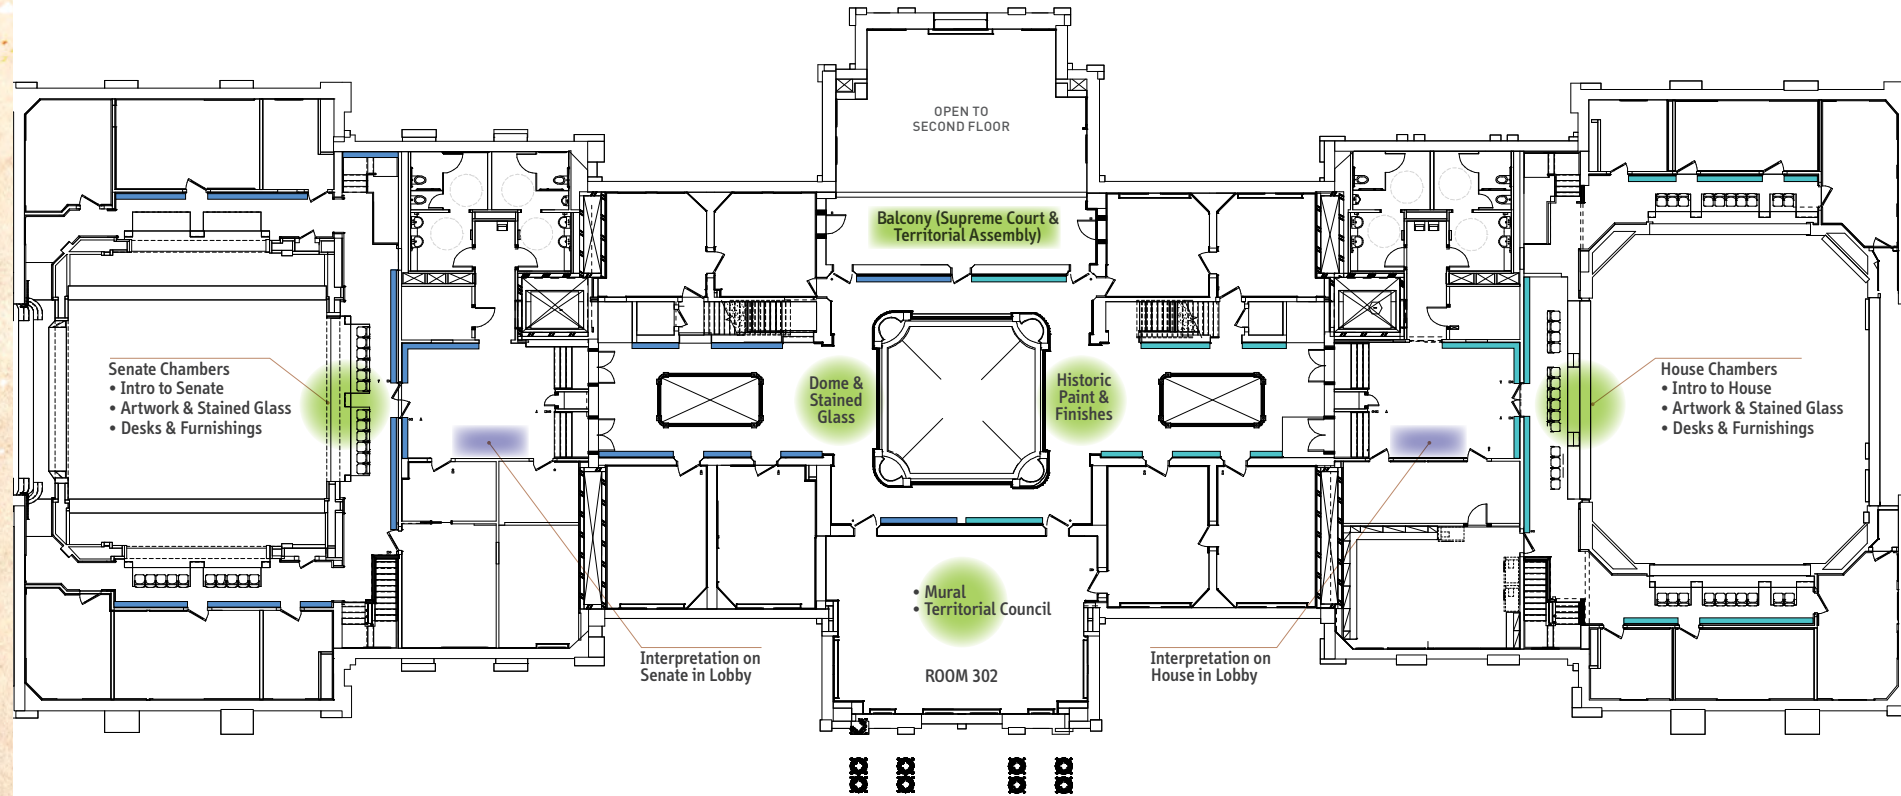 OPEN TO
SECOND FLOOR
Balcony (Supreme Court &
Territorial Assembly)
Senate Chambers
• Intro to Senate
• Artwork & Stained Glass
• Desks & Furnishings
Dome &
Stained
Glass
Historic
Paint &
Finishes
House Chambers
• Intro to House
• Artwork & Stained Glass
• Desks & Furnishings
• Mural
• Territorial Council
Interpretation on
Senate in Lobby
ROOM 302
Interpretation on
House in Lobby